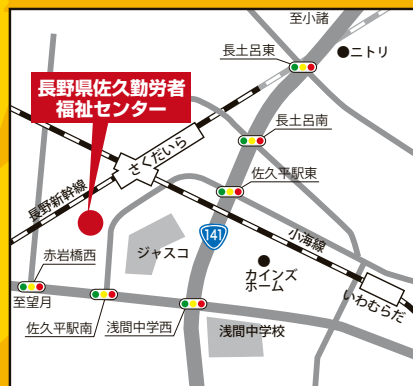 至小諸
長土呂東
ニトリ
長野県佐久勤労者
福祉センター
長土呂南
さくだいら
佐久平駅東
長野新幹線
141
小海線
赤岩橋西
ジャスコ
カインズ
ホーム
いわむらだ
至望月
佐久平駅南
浅間中学西
浅間中学校